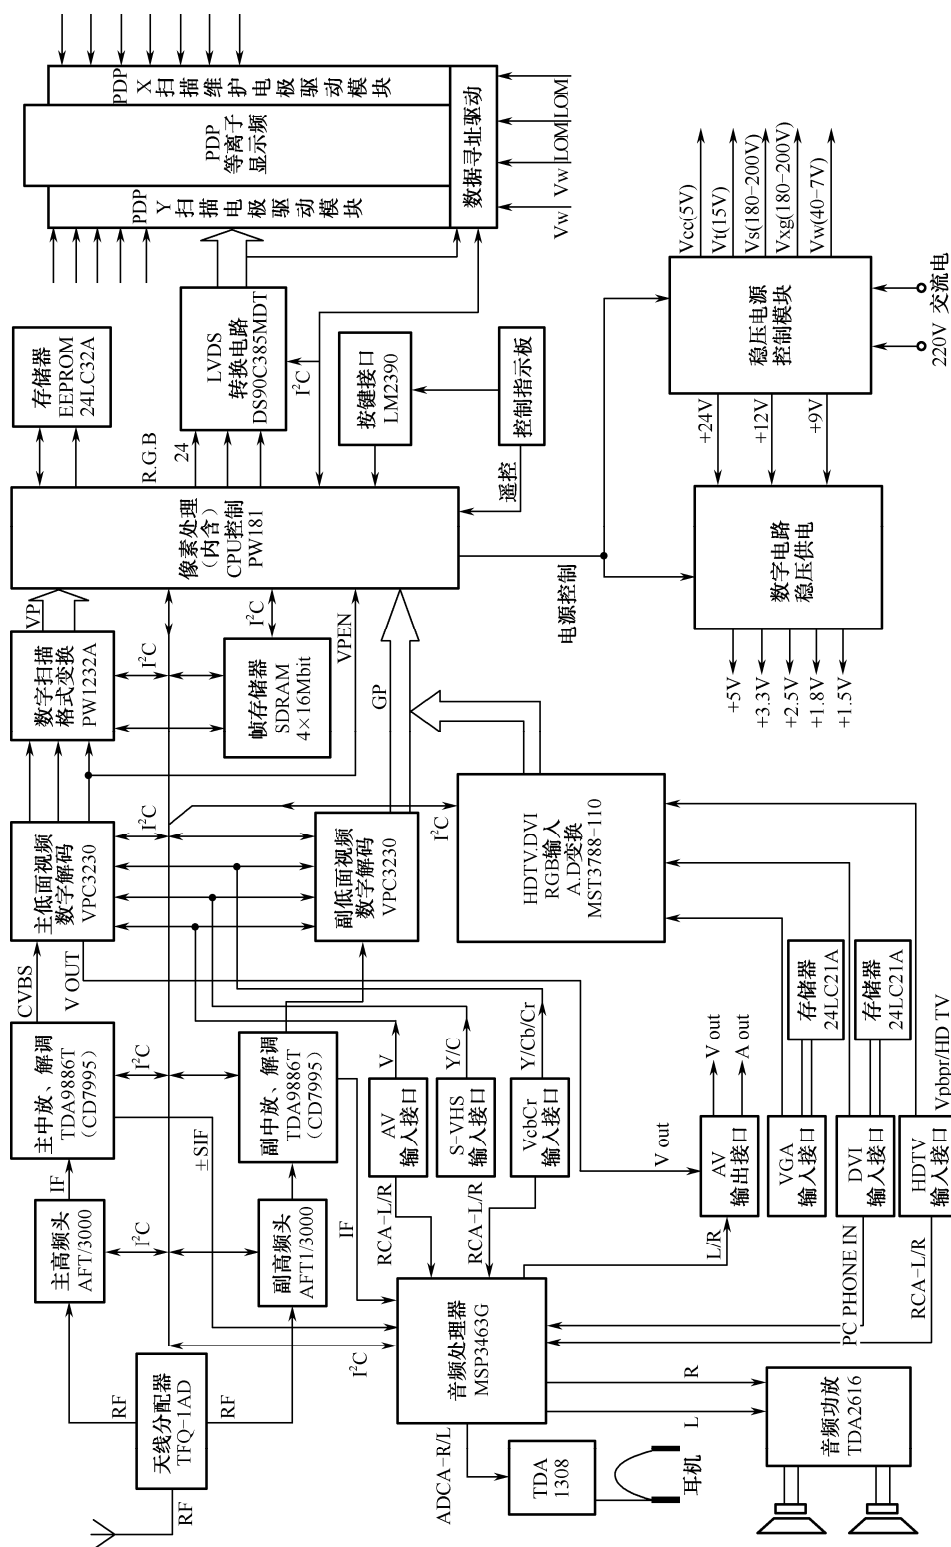 PDP
X
扫
描
维
护
电
极
驱
动
模
块
PDP
等离子
显示频
PDP
Y
扫
描
电
极
驱
动
模
块
数据寻址驱动
LOM
LOM
Vw
Vw
存储器
EEPROM
24LC32A
R.G.B
24
LVDS
转换电路
DS90C385MDT
I²C
按键接口
LM2390
控制指示板
遥控
像素处理
(内含)
CPU控制
PW181
电源控制
Vcc(5V)
Vt(15V)
Vs(180-200V)
Vxg(180-200V)
Vw(40-7V)
稳压电源
控制模块
220V 交流电
+24V
+12V
+9V
数字电路
稳压供电
+5V
+3.3V
+2.5V
+1.8V
+1.5V
VP
数字扫描
格式变换
PW1232A
I²C
I²C
帧存储器
SDRAM
4×16Mbit
VPEN
GP
主低面视频
数字解码
VPC3230
I²C
副低面视频
数字解码
VPC3230
I²C
HDTV.DVI
RGB输入
A.D变换
MST3788-110
CVBS
V OUT
主中放、解调
TDA9886T
(CD7995)
I²C
副中放、解调
TDA9886T
(CD7995)
V
Y/C
Y/Cb/Cr
AV
输入接口
S-VHS
输入接口
VcbCr
输入接口
V out
A out
存储器
24LC21A
存储器
24LC21A
V out
AV
输出接口
VGA
输入接口
DVI
输入接口
HDTV
输入接口
Vpbpr/HD TV
IF
±SIF
主高频头
AFT/3000
I²C
副高频头
AFT1/3000
IF
RCA-L/R
RCA-L/R
L/R
PC PHONE IN
RCA-L/R
I²C
音频处理器
MSP3463G
RF
天线分配器
TFQ-1AD
RF
RF
ADCA-R/L
TDA
1308
耳机
R
L
音频功放
TDA2616